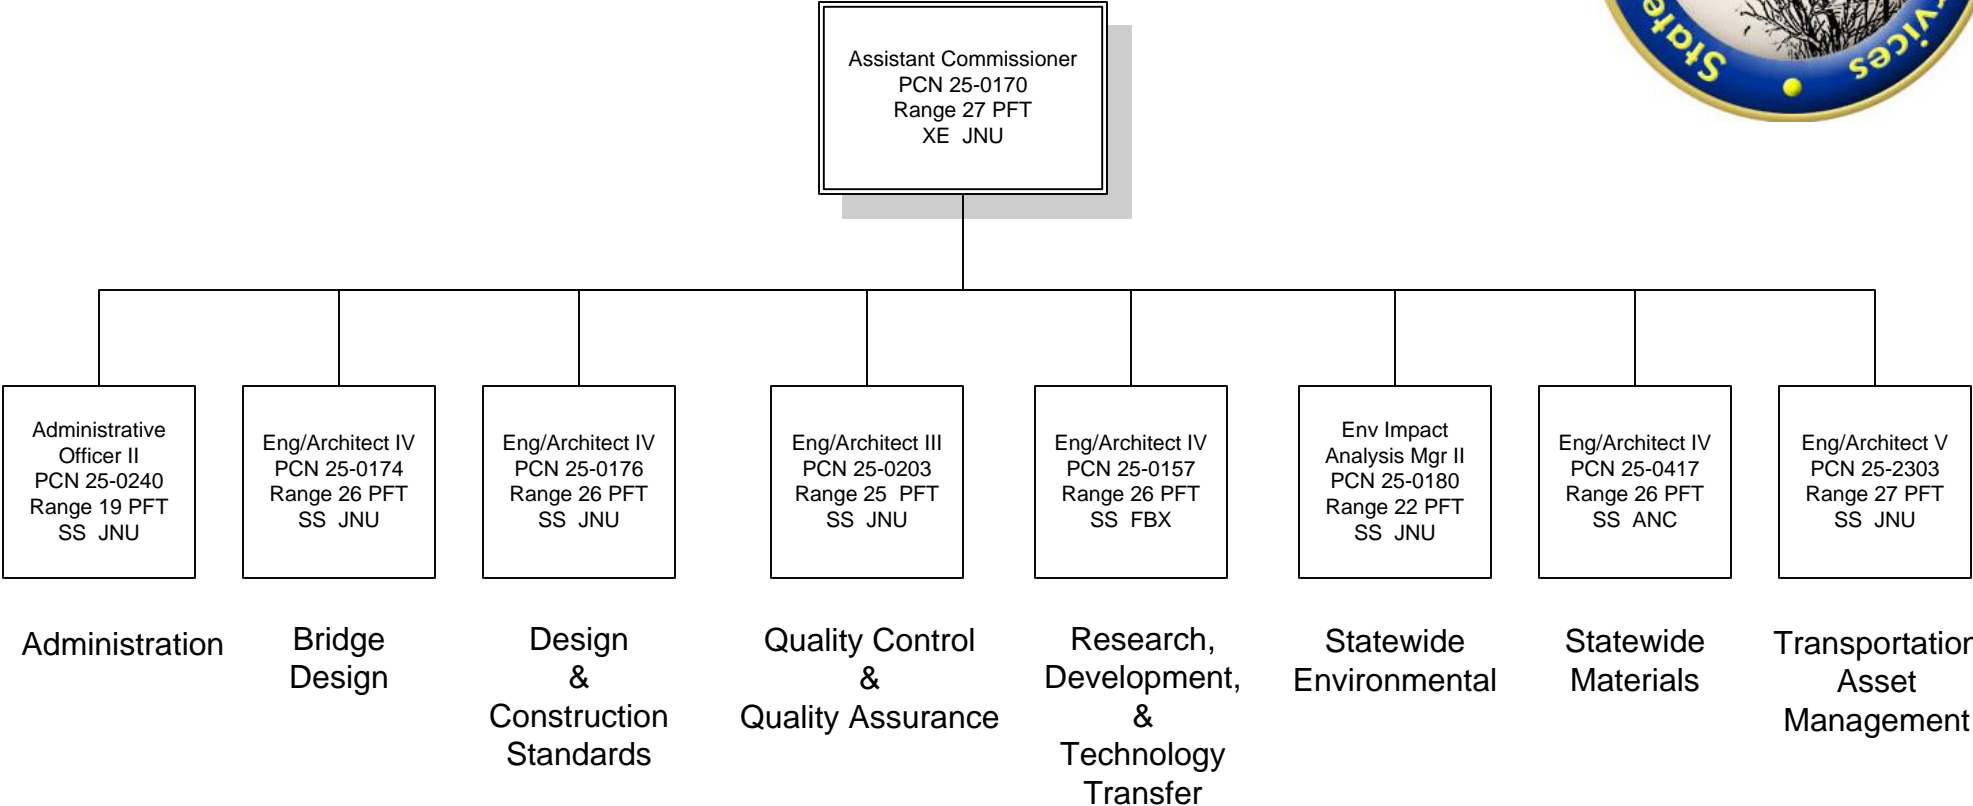 State
rvices
Assistant Commissioner
PCN 25-0170
Range 27 PFT
XE JNU
Administrative
Officer II
PCN 25-0240
Range 19 PFT
SS JNU
Eng/Architect IV
PCN 25-0174
Range 26 PFT
SS JNU
Eng/Architect IV
PCN 25-0176
Range 26 PFT
SS JNU
Eng/Architect III
PCN 25-0203
Range 25 PFT
SS JNU
Eng/Architect IV
PCN 25-0157
Range 26 PFT
SS FBX
Env Impact
Analysis Mgr II
PCN 25-0180
Range 22 PFT
SS JNU
Eng/Architect IV
PCN 25-0417
Range 26 PFT
SS ANC
Eng/Architect V
PCN 25-2303
Range 27 PFT
SS JNU
Administration
Bridge
Design
Design
&
Construction
Standards
Quality Control
&
Quality Assurance
Research,
Development,
&
Technology
Transfer
Statewide
Environmental
Statewide
Materials
Transportation
Asset
Management